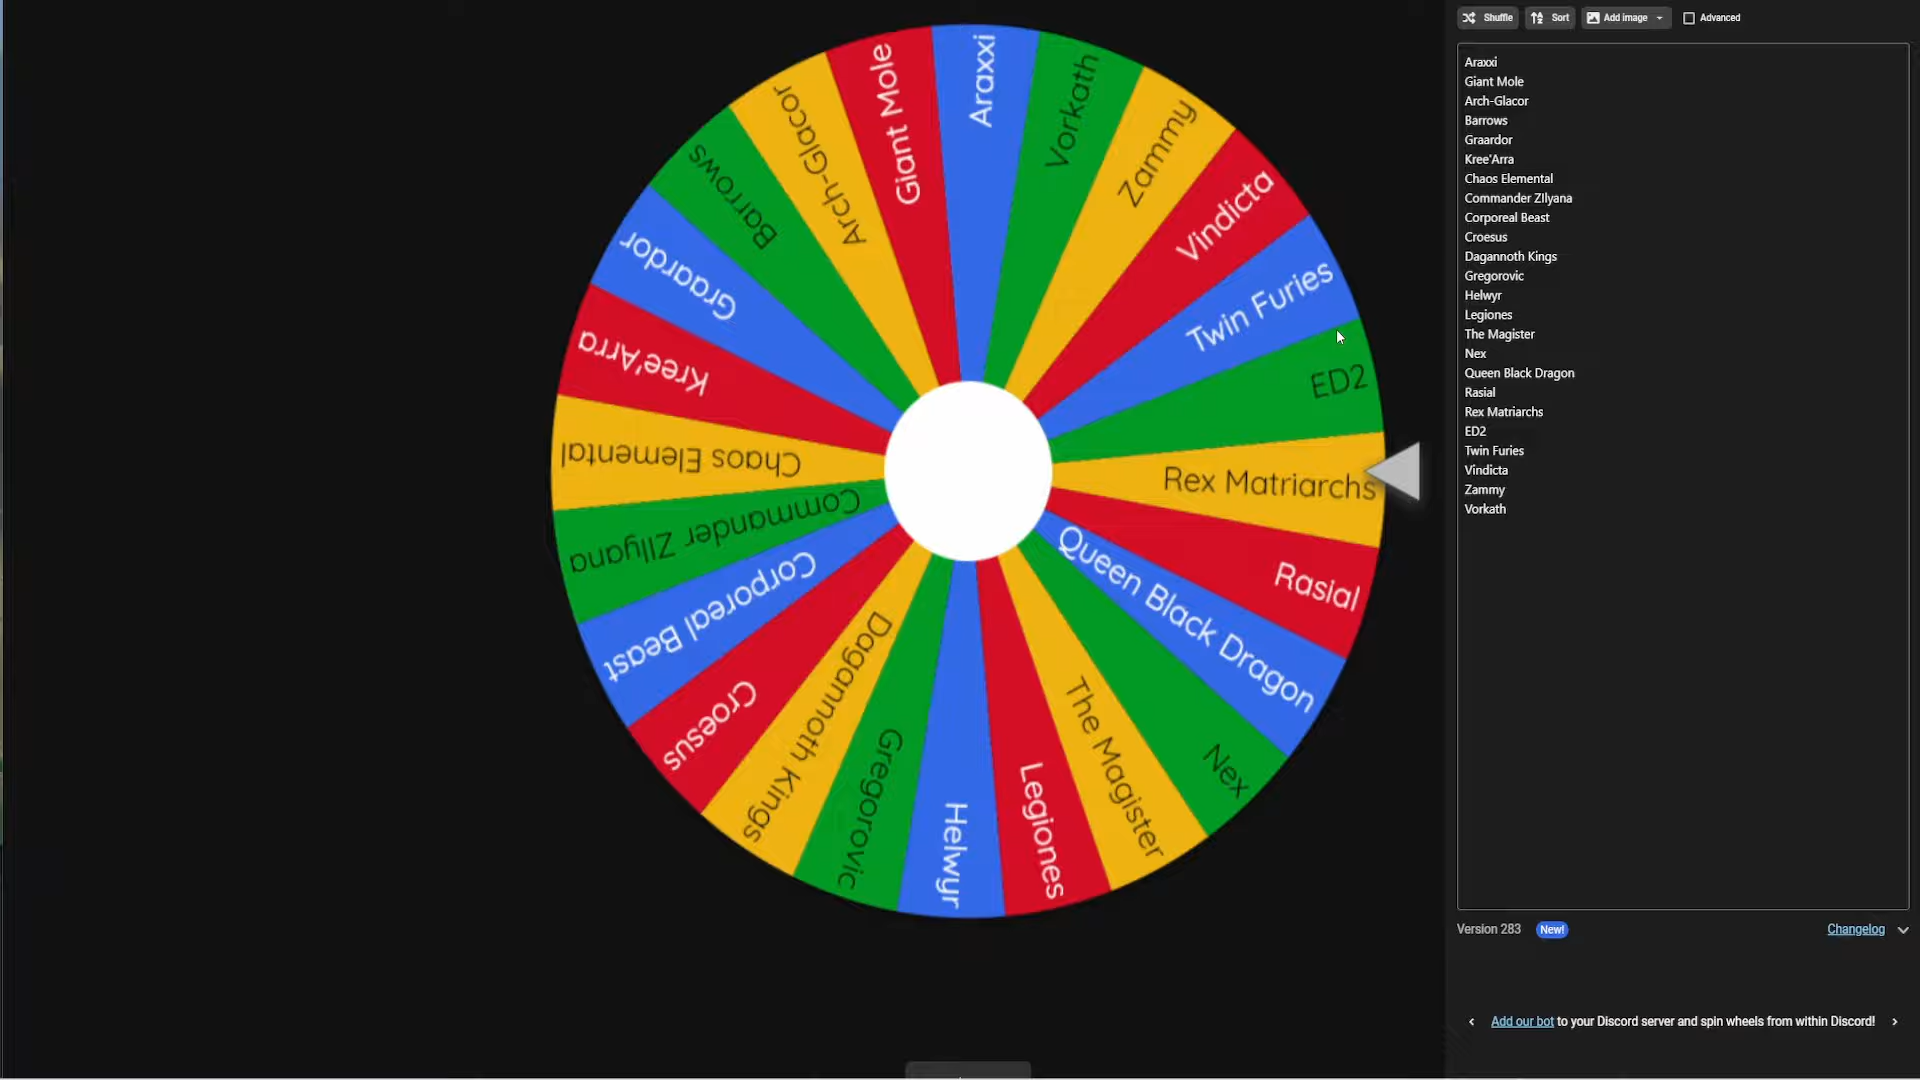 Shuffle
Sort
Add image
Advanced
Araxxi
Vorkath
Zammy
Vindicta
Twin Furies
ED2
Rex Matriarchs
Rasial
Queen Black Dragon
Nex
The Magister
Legiones
Helwyr
Gregorovic
Dagannoth Kings
Croesus
Corporeal Beast
Commander ZIlyana
Chaos Elemental
Kree'Arra
Graardor
Barrows
Arch-Glacor
Giant Mole
Araxxi
Giant Mole
Arch-Glacor
Barrows
Graardor
Kree'Arra
Chaos Elemental
Commander ZIlyana
Corporeal Beast
Croesus
Dagannoth Kings
Gregorovic
Helwyr
Legiones
The Magister
Nex
Queen Black Dragon
Rasial
Rex Matriarchs
ED2
Twin Furies
Vindicta
Zammy
Vorkath
Version 283 New! Changelog
Add our bot to your Discord server and spin wheels from within Discord!